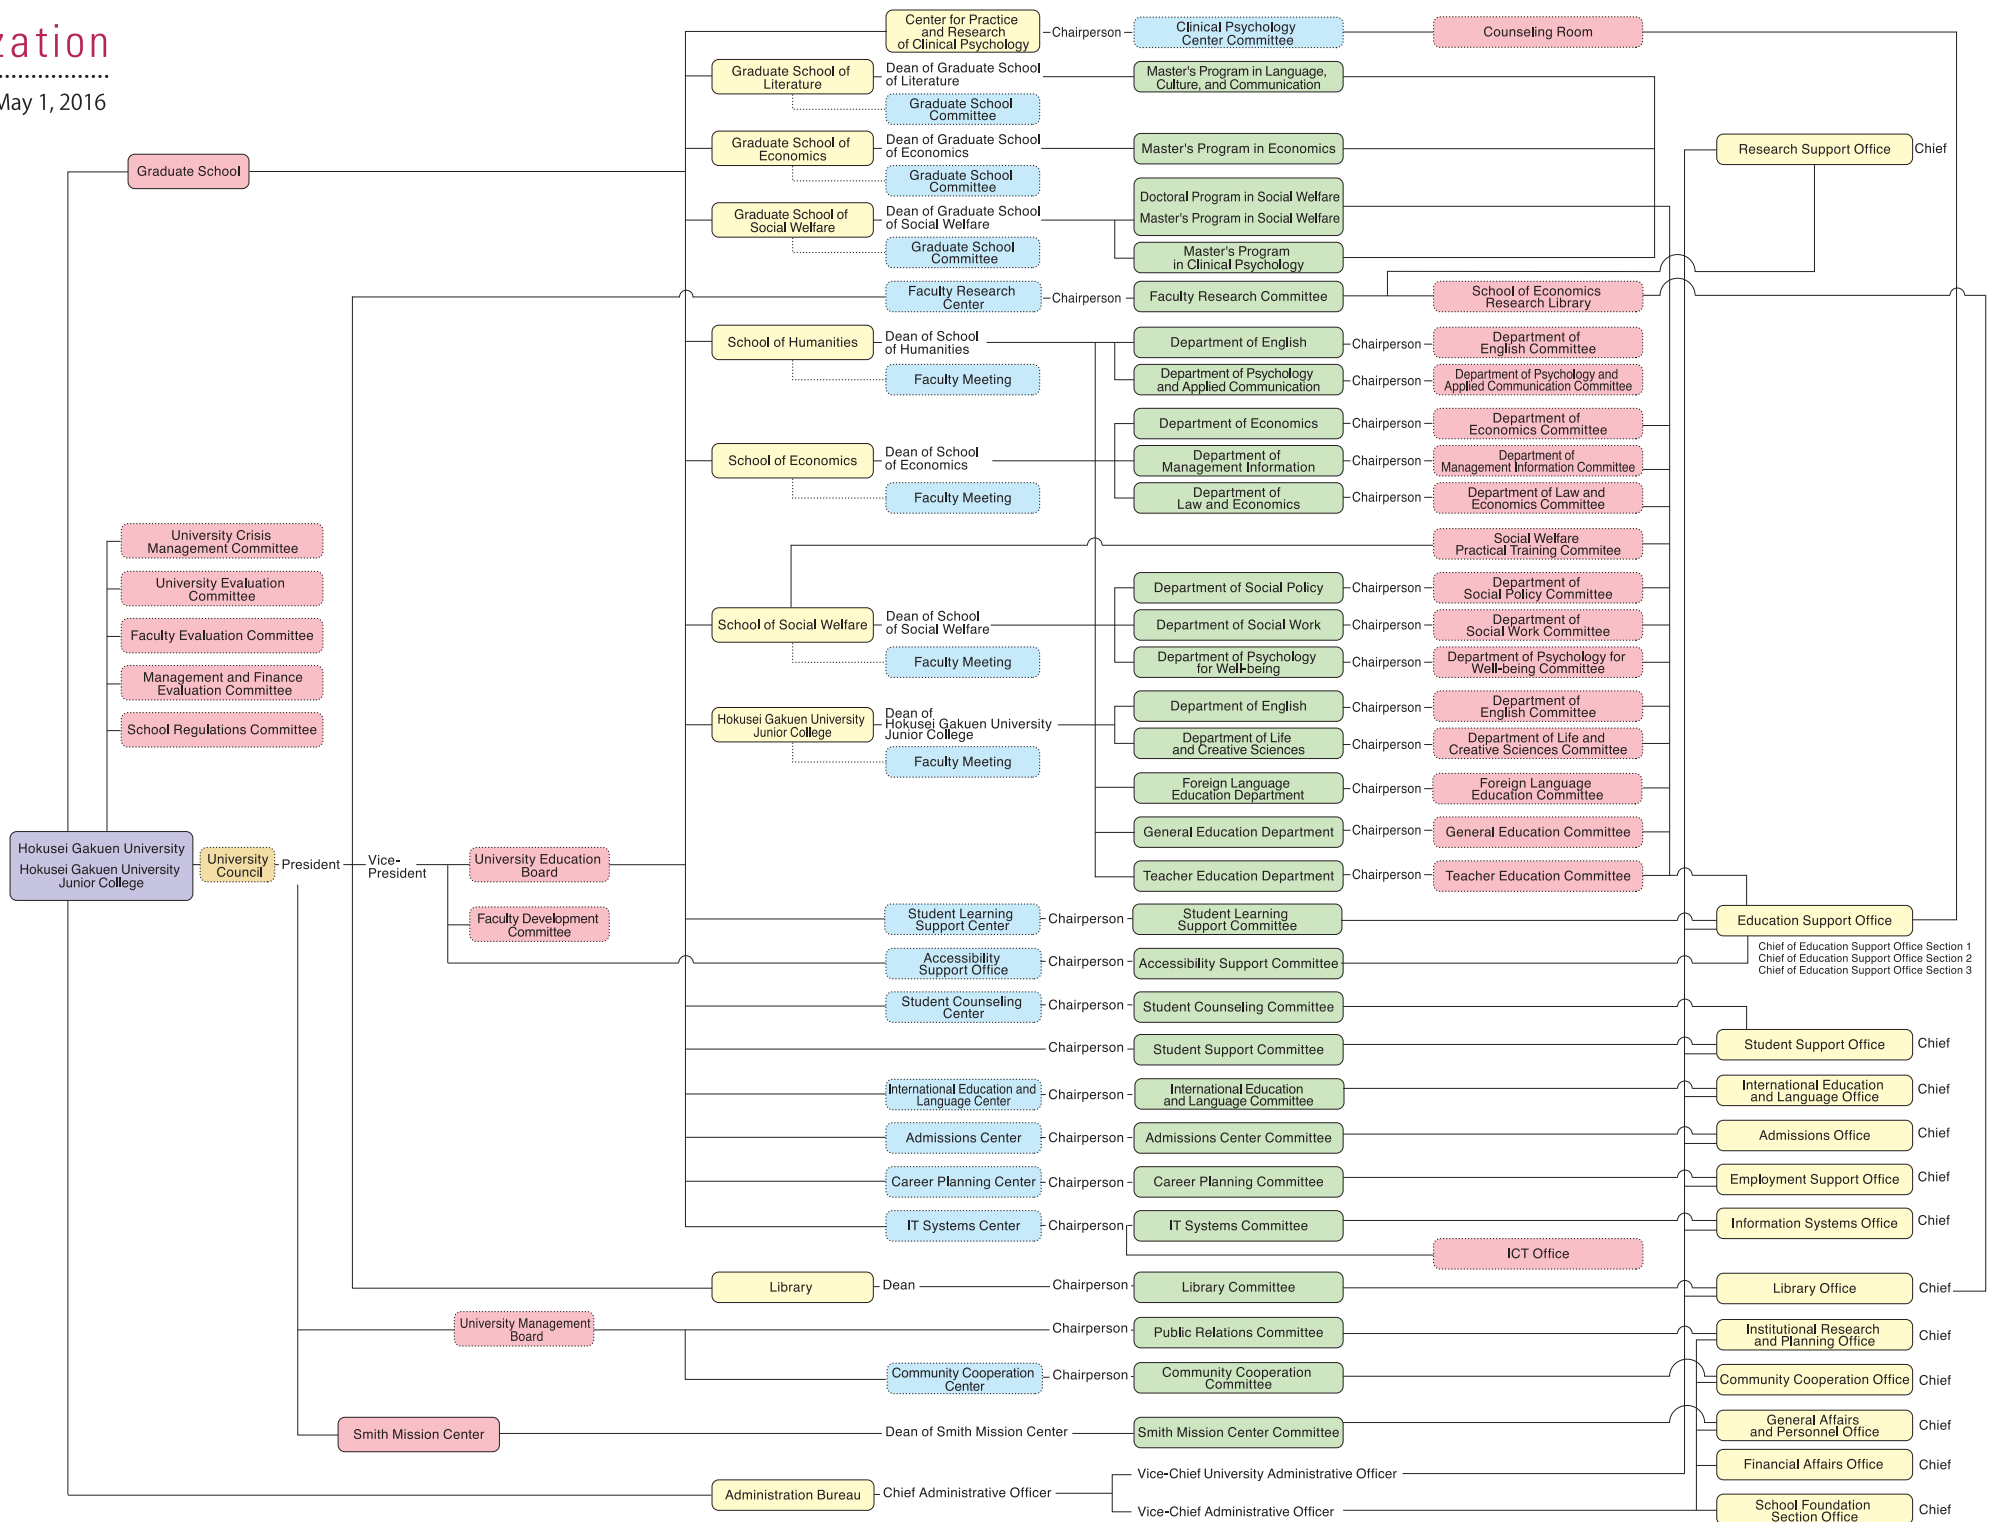 zation
May 1, 2016
Center for Practice
and Research
of Clinical Psychology
Chairperson
Clinical Psychology
Center Committee
Counseling Room
Graduate School of
Literature
Dean of Graduate School
of Literature
Master's Program in Language,
Culture, and Communication
Graduate School
Committee
Graduate School of
Economics
Dean of Graduate School
of Economics
Master's Program in Economics
Research Support Office
Chief
Graduate School
Graduate School
Committee
Graduate School of
Social Welfare
Dean of Graduate School
of Social Welfare
Doctoral Program in Social Welfare
Master's Program in Social Welfare
Graduate School
Committee
Master's Program
in Clinical Psychology
Faculty Research
Center
Chairperson
Faculty Research Committee
School of Economics
Research Library
School of Humanities
Dean of School
of Humanities
Department of English
Chairperson
Department of
English Committee
Faculty Meeting
Department of Psychology
and Applied Communication
Chairperson
Department of Psychology and
Applied Communication Committee
Department of Economics
Chairperson
Department of
Economics Committee
School of Economics
Dean of School
of Economics
Department of
Management Information
Chairperson
Department of
Management Information Committee
Faculty Meeting
Department of
Law and Economics
Chairperson
Department of Law and
Economics Committee
University Crisis
Management Committee
Social Welfare
Practical Training Commitee
University Evaluation
Committee
Department of Social Policy
Chairperson
Department of
Social Policy Committee
Faculty Evaluation Committee
School of Social Welfare
Dean of School
of Social Welfare
Department of Social Work
Chairperson
Department of
Social Work Committee
Faculty Meeting
Department of Psychology
for Well-being
Chairperson
Department of Psychology for
Well-being Committee
Management and Finance
Evaluation Committee
School Regulations Committee
Hokusei Gakuen University
Junior College
Dean of
Hokusei Gakuen University
Junior College
Department of English
Chairperson
Department of
English Committee
Department of Life
and Creative Sciences
Chairperson
Department of Life and
Creative Sciences Committee
Faculty Meeting
Foreign Language
Education Department
Chairperson
Foreign Language
Education Committee
General Education Department
Chairperson
General Education Committee
Hokusei Gakuen University
Hokusei Gakuen University
Junior College
University
Council
President
Vice-
President
University Education
Board
Teacher Education Department
Chairperson
Teacher Education Committee
Faculty Development
Committee
Student Learning
Support Center
Chairperson
Student Learning
Support Committee
Education Support Office
Chief of Education Support Office Section 1
Chief of Education Support Office Section 2
Chief of Education Support Office Section 3
Accessibility
Support Office
Chairperson
Accessibility Support Committee
Student Counseling
Center
Chairperson
Student Counseling Committee
Chairperson
Student Support Committee
Student Support Office
Chief
International Education and
Language Center
Chairperson
International Education
and Language Committee
International Education
and Language Office
Chief
Admissions Center
Chairperson
Admissions Center Committee
Admissions Office
Chief
Career Planning Center
Chairperson
Career Planning Committee
Employment Support Office
Chief
IT Systems Center
Chairperson
IT Systems Committee
Information Systems Office
Chief
ICT Office
Library
Dean
Chairperson
Library Committee
Library Office
Chief
University Management
Board
Chairperson
Public Relations Committee
Institutional Research
and Planning Office
Chief
Community Cooperation
Center
Chairperson
Community Cooperation
Committee
Community Cooperation Office
Chief
Smith Mission Center
Dean of Smith Mission Center
Smith Mission Center Committee
General Affairs
and Personnel Office
Chief
Vice-Chief University Administrative Officer
Financial Affairs Office
Chief
Administration Bureau
Chief Administrative Officer
Vice-Chief Administrative Officer
School Foundation
Section Office
Chief